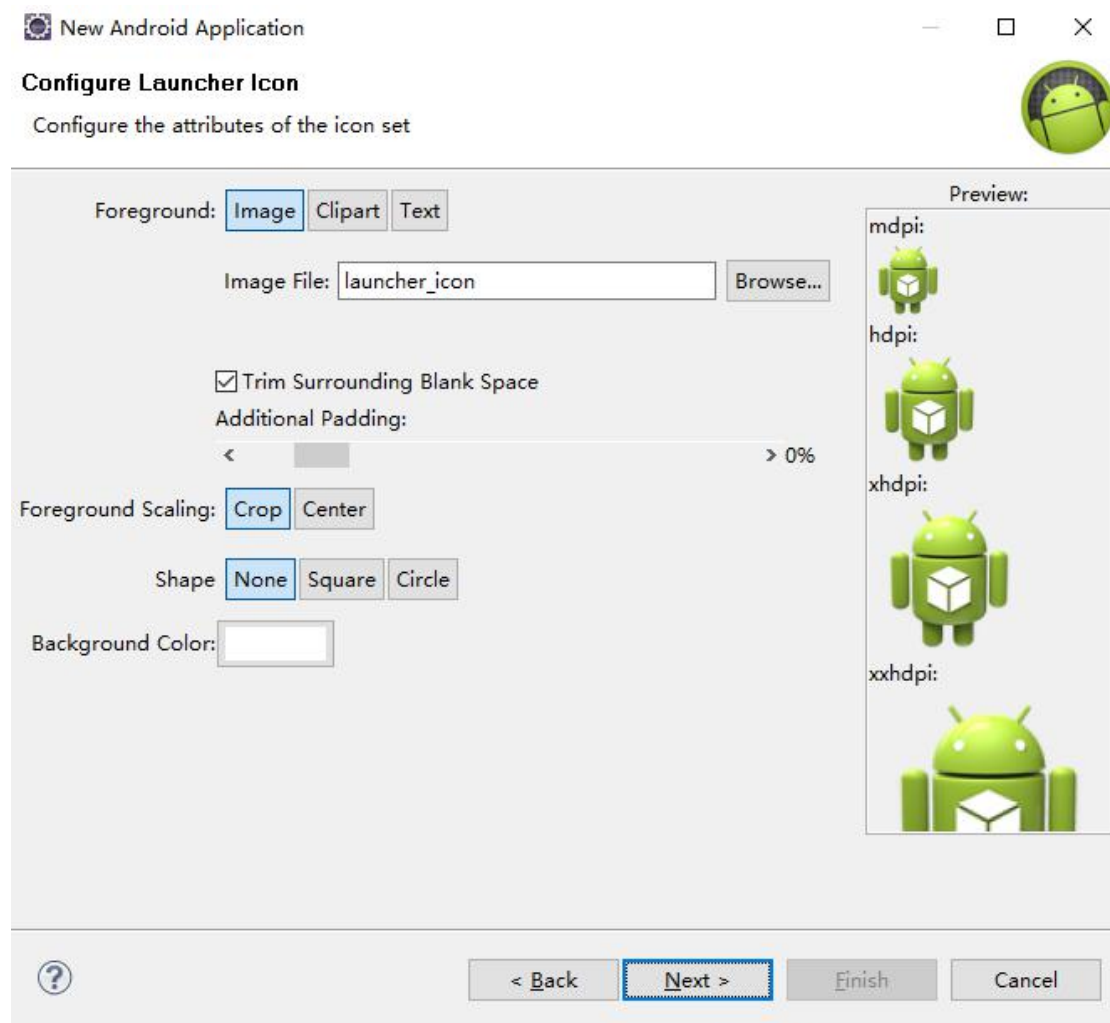 New Android Application
Configure Launcher Icon
Configure the attributes of the icon set
Preview:
Foreground: Image Clipart Text
mdpi:
Image File: launcher_icon Browse...
hdpi:
Trim Surrounding Blank Space
Additional Padding:
< > 0%
xhdpi:
Foreground Scaling: Crop Center
Shape None Square Circle
Background Color:
xxhdpi:
? < Back Next > Finish Cancel